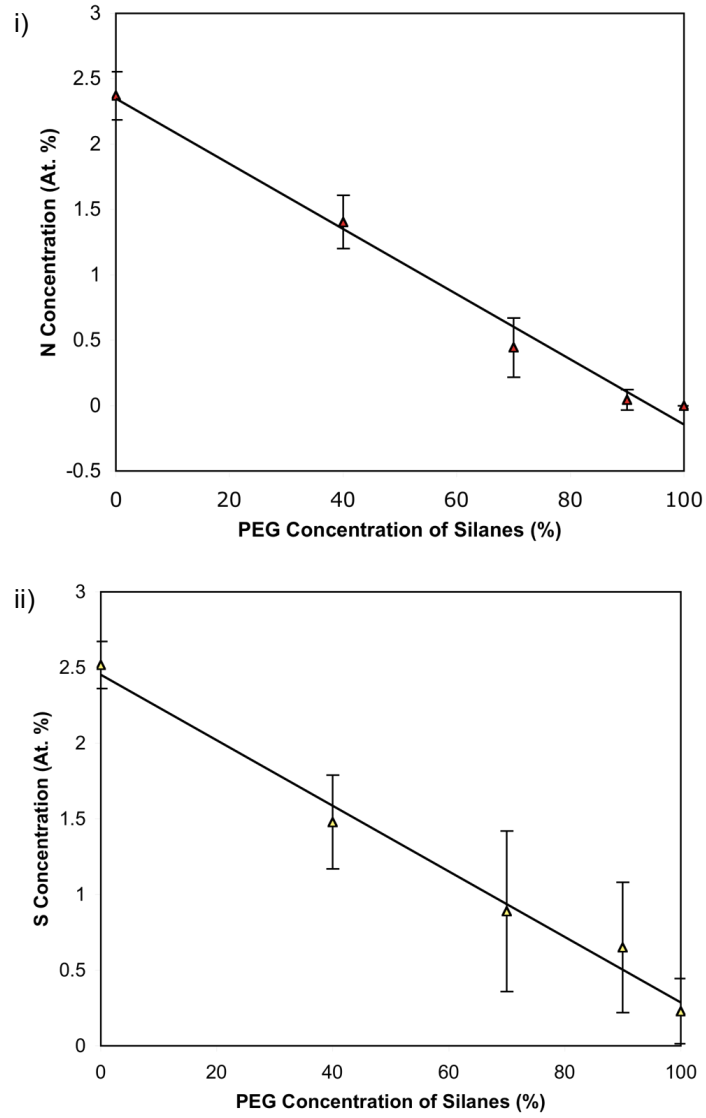 i)
3
2.5
2
1.5
1
0.5
0
-0.5
N Concentration (At. %)
0 20 40 60 80 100
PEG Concentration of Silanes (%)
ii)
3
2.5
2
1.5
1
0.5
0
S Concentration (At. %)
0 20 40 60 80 100
PEG Concentration of Silanes (%)